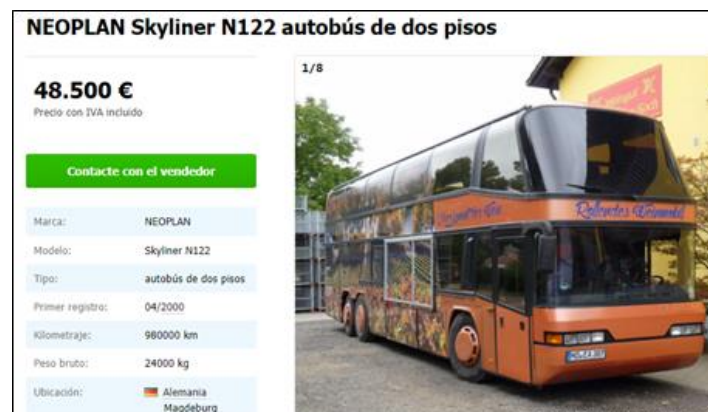 NEOPLAN Skyliner N122 autobús de dos pisos
48.500 €
Precio con IVA incluido
Contacte con el vendedor
Marca: NEOPLAN
Modelo: Skyliner N122
Tipo: autobús de dos pisos
Primer registro: 04/2000
Kilometraje: 980000 km
Peso bruto: 24000 kg
Ubicación: Alemania
Magdeburg
1/8
Rollendes Weinmobil